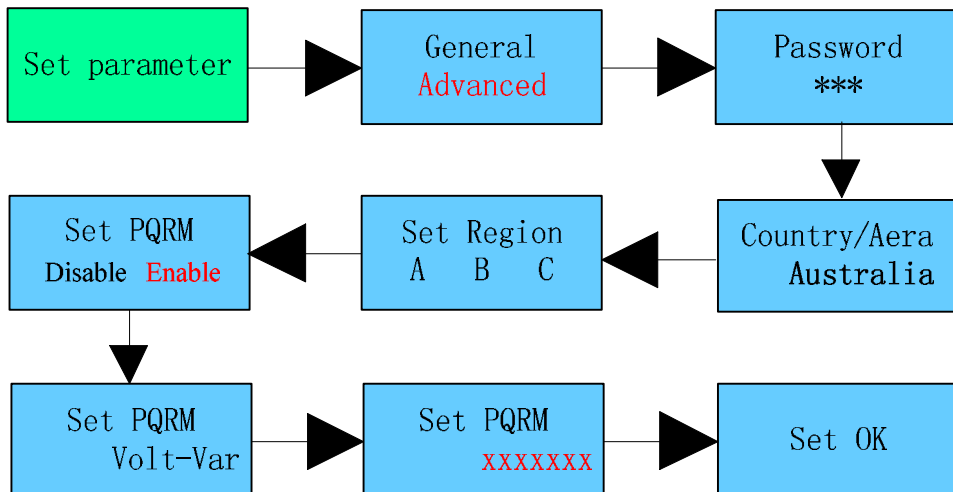 Set parameter
General
Advanced
Password
***
Country/Aera
Australia
Set Region
A B C
Set PQRM
Disable Enable
Set PQRM
Volt-Var
Set PQRM
xxxxxxx
Set OK